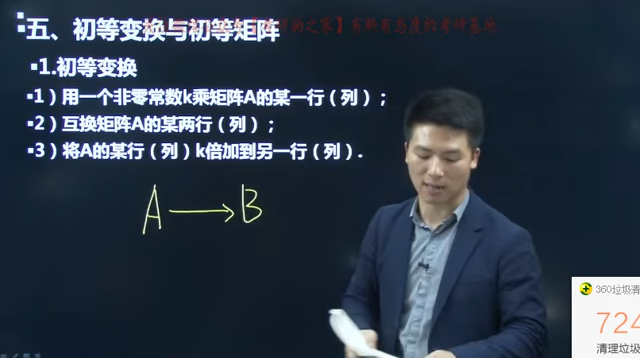 五、初等变换与初等矩阵
▪1.初等变换
▪1）用一个非零常数k乘矩阵A的某一行（列）；
▪2）互换矩阵A的某两行（列）；
▪3）将A的某行（列）k倍加到另一行（列）.
A → B
360垃圾清
724
清理垃圾